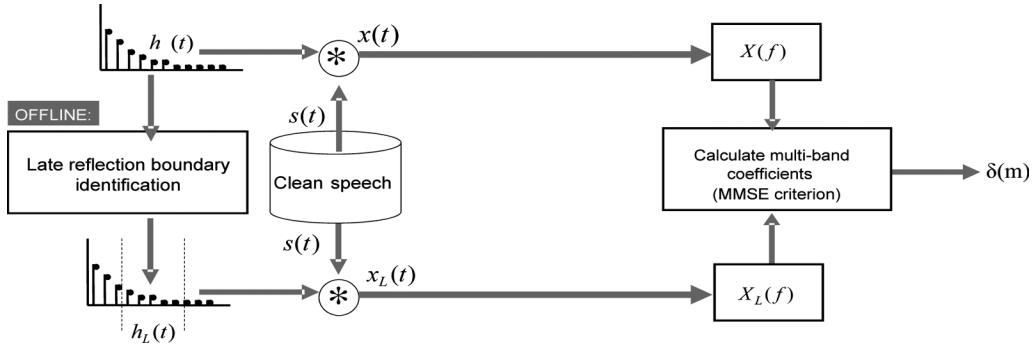 h (t)
x(t)
X(f)
OFFLINE:
s(t)
Late reflection boundary
identification
Clean speech
Calculate multi-band
coefficients
(MMSE criterion)
δ(m)
s(t)
x_L(t)
X_L(f)
h_L(t)